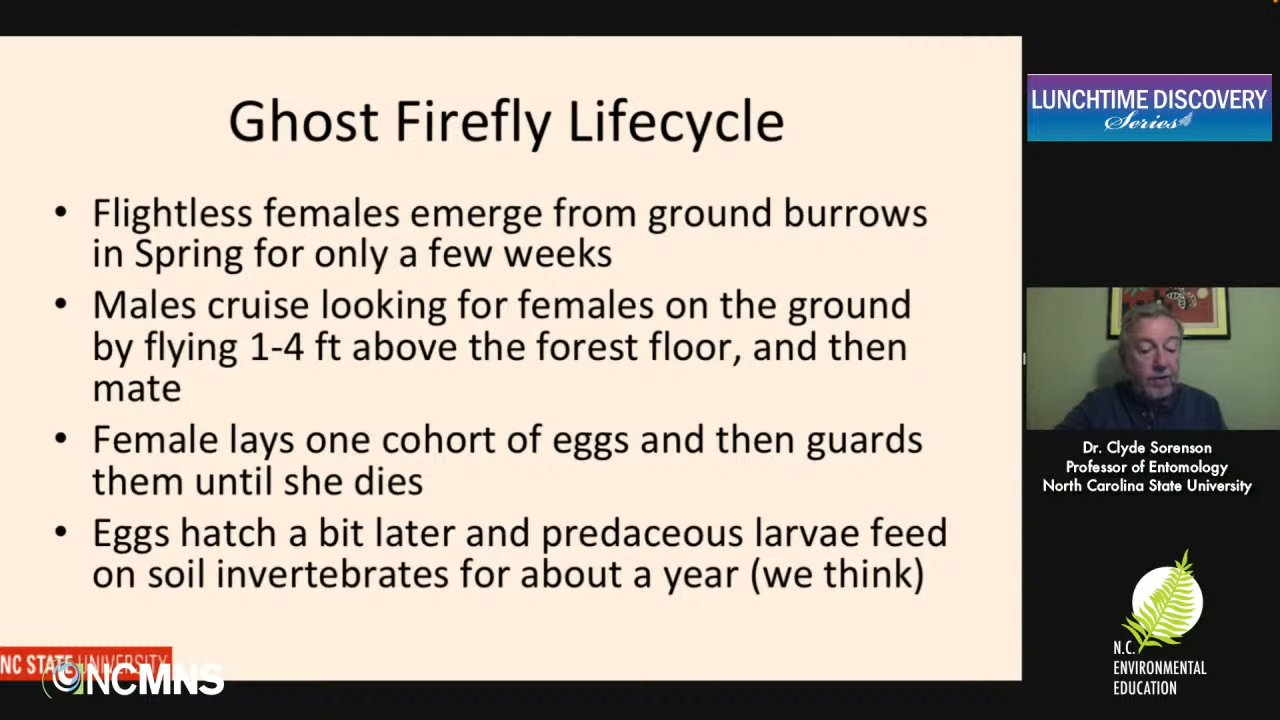 Ghost Firefly Lifecycle
• Flightless females emerge from ground burrows
in Spring for only a few weeks
• Males cruise looking for females on the ground
by flying 1-4 ft above the forest floor, and then
mate
• Female lays one cohort of eggs and then guards
them until she dies
• Eggs hatch a bit later and predaceous larvae feed
on soil invertebrates for about a year (we think)
NC STATE UNIVERSITY
NCMNS
LUNCHTIME DISCOVERY
Series
Dr. Clyde Sorenson
Professor of Entomology
North Carolina State University
N.C.
ENVIRONMENTAL
EDUCATION